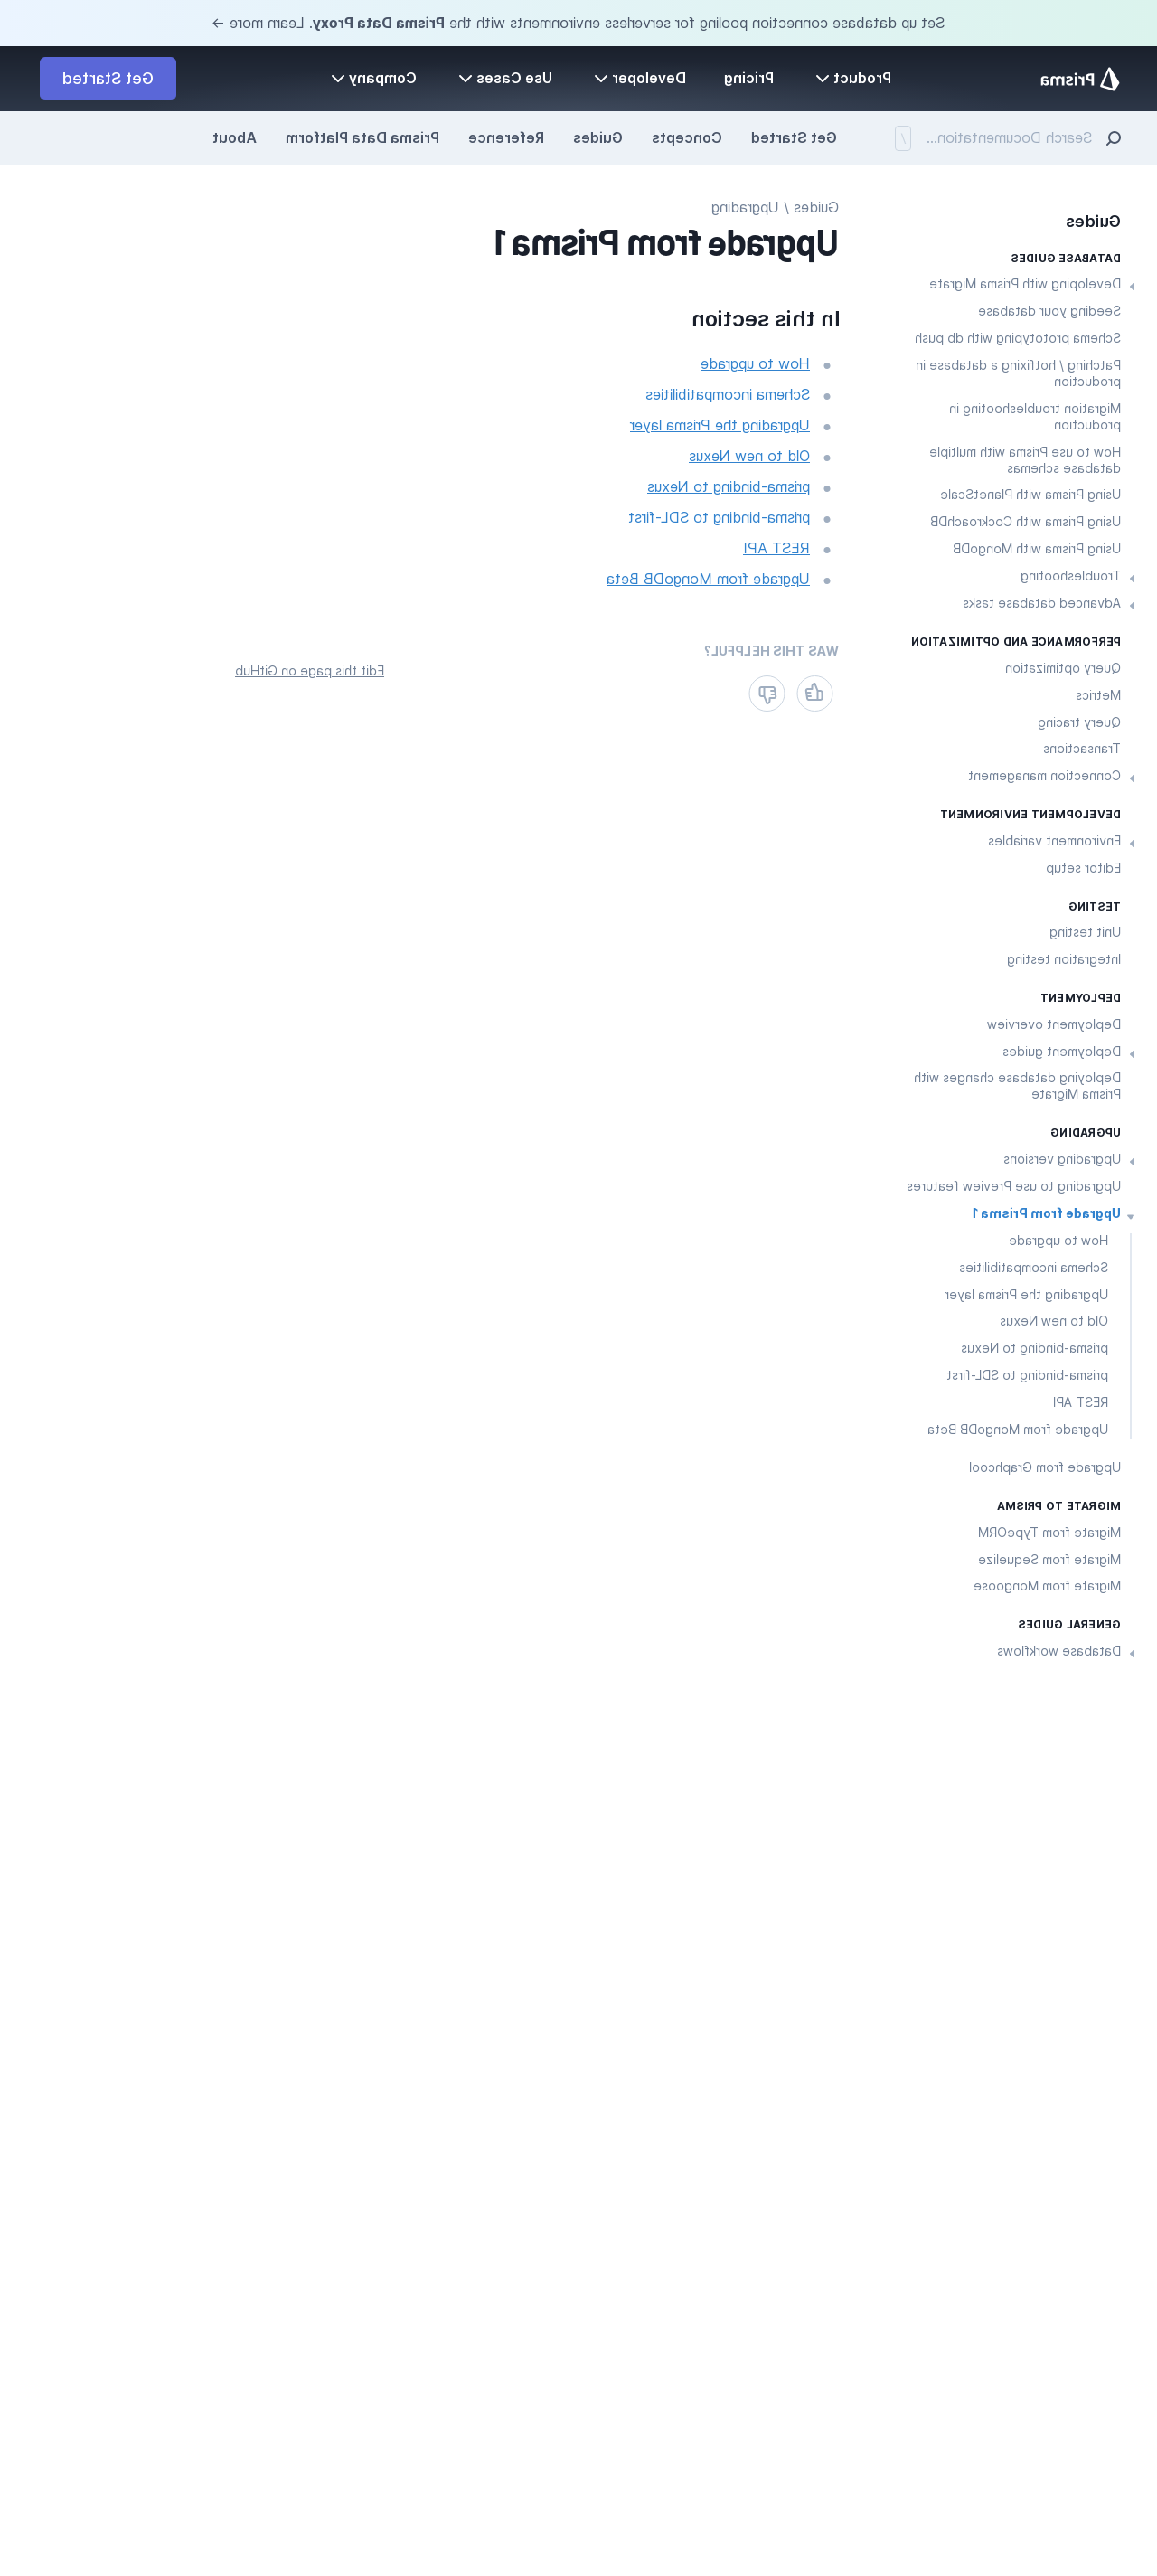 Set up database connection pooling for serverless environments with the Prisma Data Proxy. Learn more →
Prisma
Product
Pricing
Developer
Use Cases
Company
Get Started
Search Documentation...
/
Get Started
Concepts
Guides
Reference
Prisma Data Platform
About
Guides
DATABASE GUIDES
Developing with Prisma Migrate
Seeding your database
Schema prototyping with db push
Patching / hotfixing a database in
production
Migration troubleshooting in
production
How to use Prisma with multiple
database schemas
Using Prisma with PlanetScale
Using Prisma with CockroachDB
Using Prisma with MongoDB
Troubleshooting
Advanced database tasks
PERFORMANCE AND OPTIMIZATION
Query optimization
Metrics
Query tracing
Transactions
Connection management
DEVELOPMENT ENVIRONMENT
Environment variables
Editor setup
TESTING
Unit testing
Integration testing
DEPLOYMENT
Deployment overview
Deployment guides
Deploying database changes with
Prisma Migrate
UPGRADING
Upgrading versions
Upgrading to use Preview features
Upgrade from Prisma 1
How to upgrade
Schema incompatibilities
Upgrading the Prisma layer
Old to new Nexus
prisma-binding to Nexus
prisma-binding to SDL-first
REST API
Upgrade from MongoDB Beta
Upgrade from Graphcool
MIGRATE TO PRISMA
Migrate from TypeORM
Migrate from Sequelize
Migrate from Mongoose
GENERAL GUIDES
Database workflows
Guides / Upgrading
Upgrade from Prisma 1
In this section
How to upgrade
Schema incompatibilities
Upgrading the Prisma layer
Old to new Nexus
prisma-binding to Nexus
prisma-binding to SDL-first
REST API
Upgrade from MongoDB Beta
WAS THIS HELPFUL?
Edit this page on GitHub